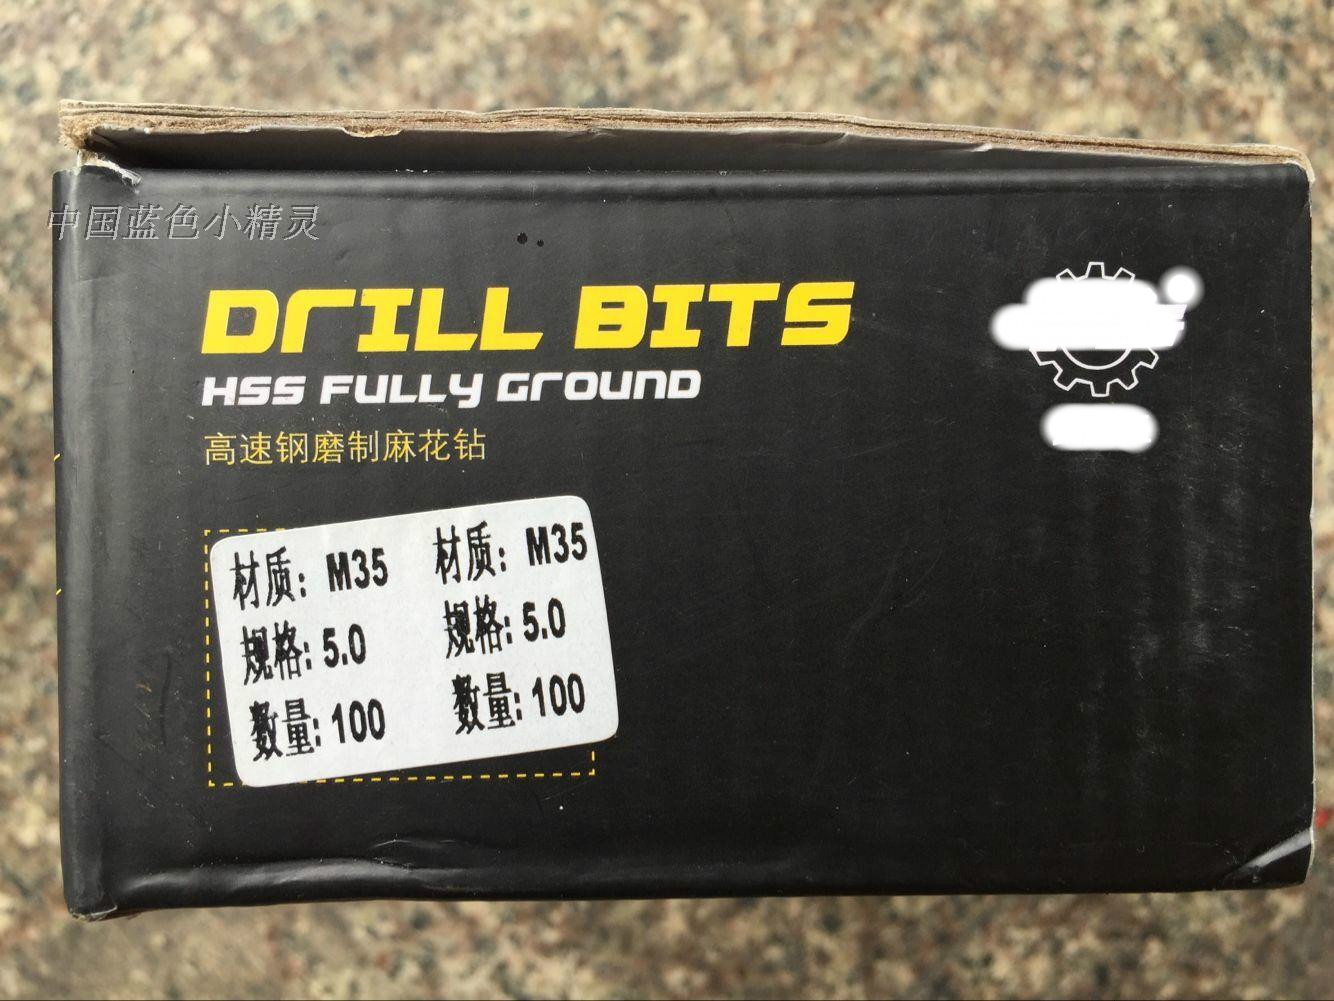 中国蓝色小精灵
DRILL BITS
HSS FULLY GROUND
高速钢磨制麻花钻
材质: M35 材质: M35
规格: 5.0 规格: 5.0
数量: 100 数量: 100